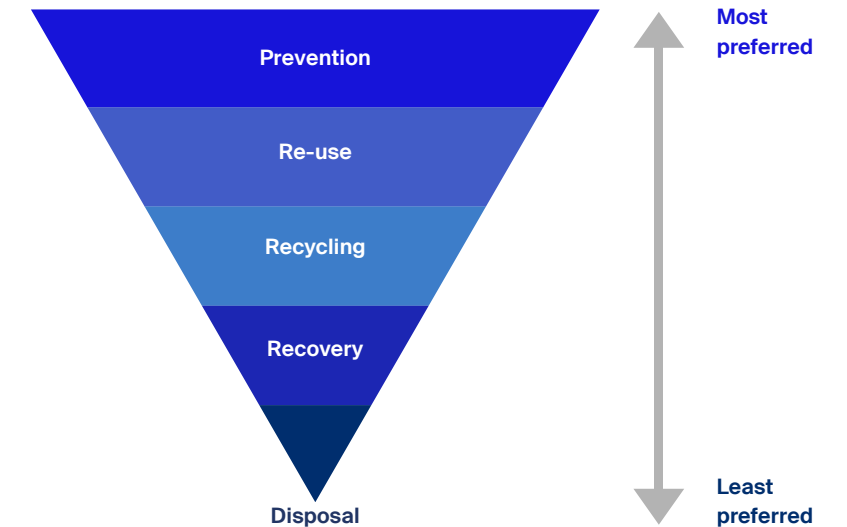 Most
preferred
Prevention
Re-use
Recycling
Recovery
Disposal
Least
preferred